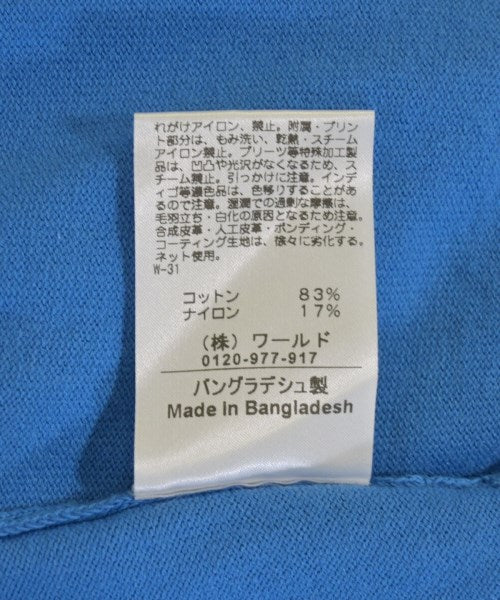 れがけアイロン、禁止。附属・プリン
ト部分は、もみ洗い、乾熱・スチーム
アイロン禁止。プリーツ等特殊加工製
品は、凹凸や光沢がなくなるため、ス
チーム禁止。引っかけに注意。インデ
ィゴ等濃色品は、色移りすることがあ
るので注意。湿潤での過剰な摩擦は、
毛羽立ち・白化の原因となるため注意。
合成皮革・人工皮革・ボンディング・
コーティング生地は、徐々に劣化する。
ネット使用。
W-31
コットン 83%
ナイロン 17%
（株）ワールド
0120-977-917
バングラデシュ製
Made In Bangladesh